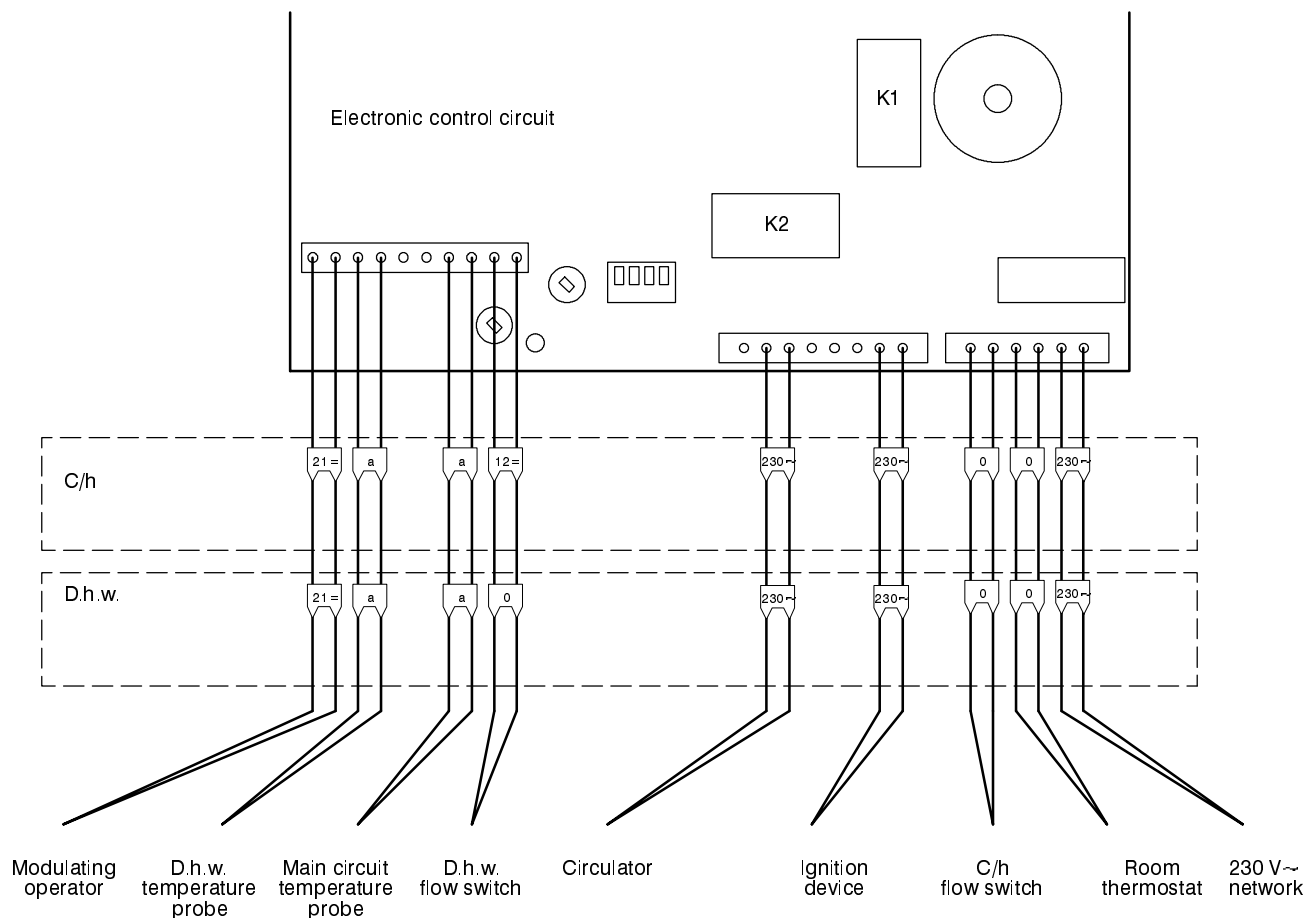 K1
Electronic control circuit
K2
21= a a 12= 230~ 230~ 0 0 230~
C/h
D.h.w.
21= a a 0 230~ 230~ 0 0 230~
Modulating
operator
D.h.w.
temperature
probe
Main circuit
temperature
probe
D.h.w.
flow switch
Circulator
Ignition
device
C/h
flow switch
Room
thermostat
230 V~
network